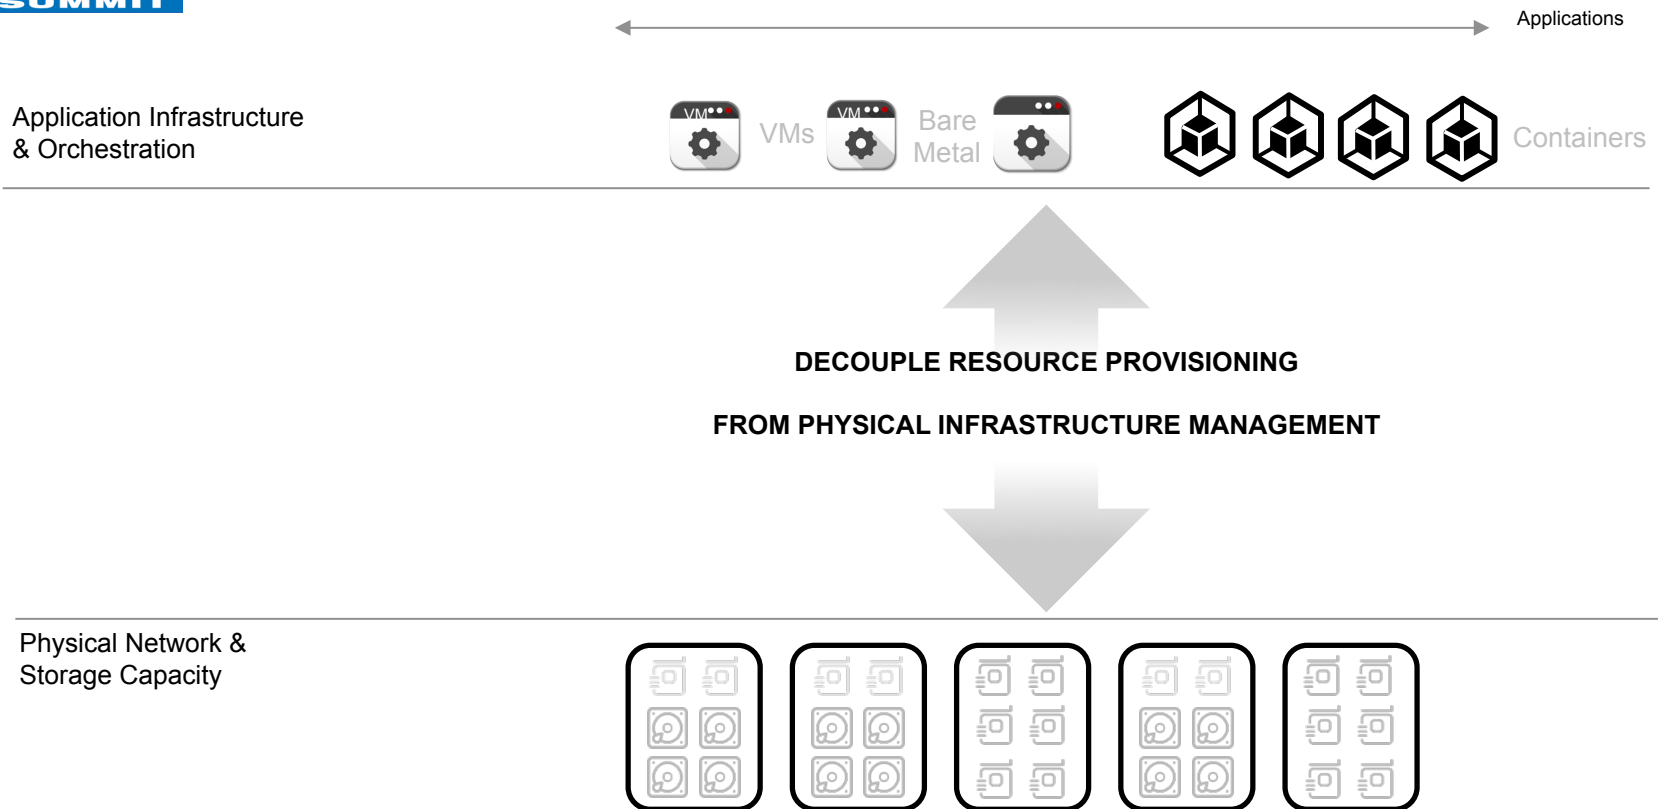 SUMMIT
Applications
Application Infrastructure
& Orchestration
VM
VMs
VM
Bare
Metal
Containers
DECOUPLE RESOURCE PROVISIONING
FROM PHYSICAL INFRASTRUCTURE MANAGEMENT
Physical Network &
Storage Capacity